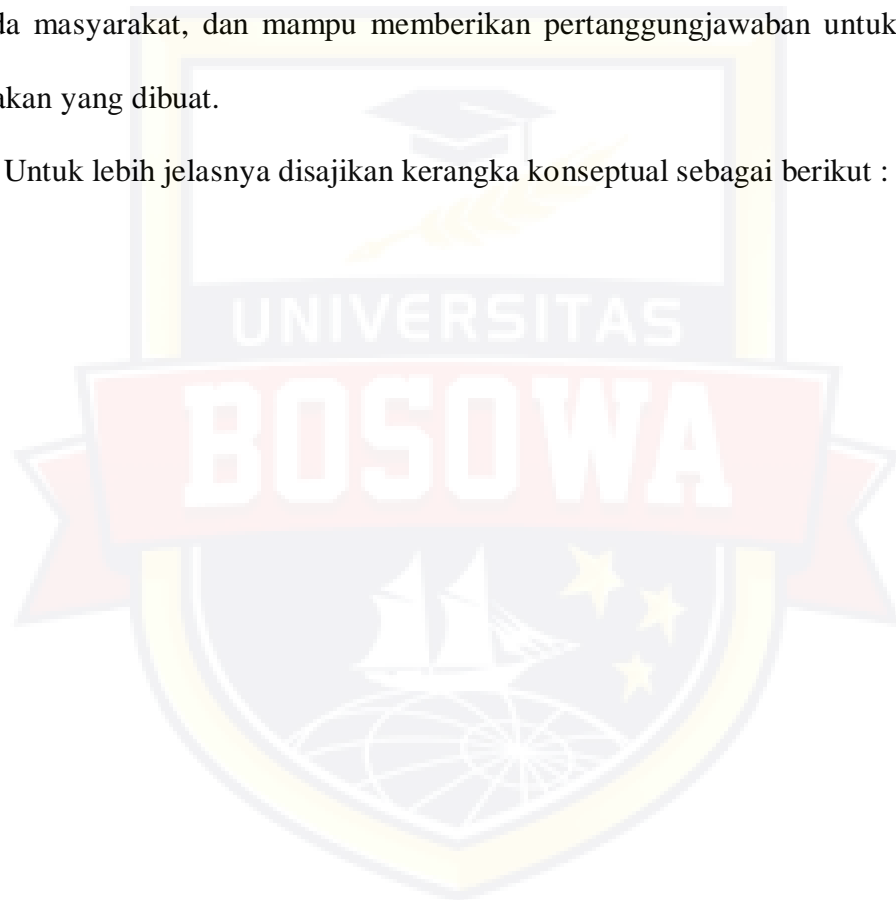 da masyarakat, dan mampu memberikan pertanggungjawaban untuk
akan yang dibuat.
Untuk lebih jelasnya disajikan kerangka konseptual sebagai berikut :
UNIVERSITAS
BOSOWA